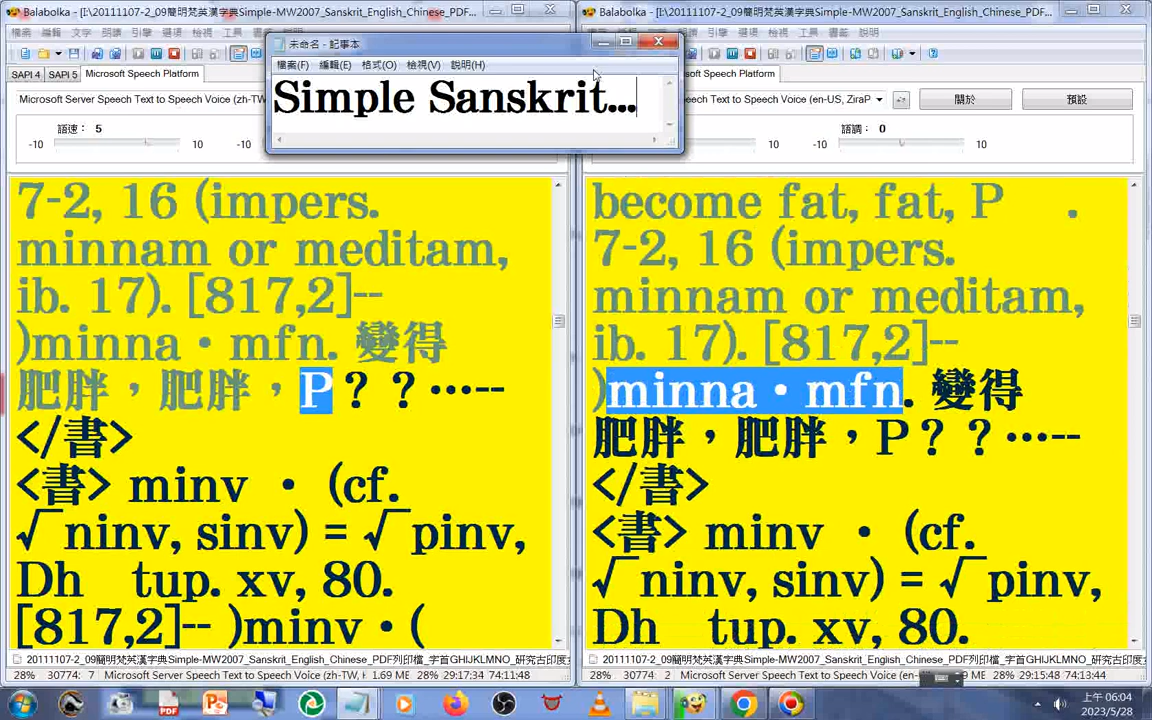 Balabolka - [I:\20111107-2_09簡明梵英漢字典Simple-MW2007_Sanskrit_English_Chinese_PDF...
Balabolka - [I:\20111107-2_09簡明梵英漢字典Simple-MW2007_Sanskrit_English_Chinese_PDF...
未命名 - 記事本
檔案(F) 編輯(E) 格式(O) 檢視(V) 說明(H)
Simple Sanskrit...
SAPI 4 SAPI 5 Microsoft Speech Platform
Speech Platform
Microsoft Server Speech Text to Speech Voice (zh-TW
ech Text to Speech Voice (en-US, ZiraP
關於
預設
語速: 5
語調: 0
-10 10 -10
10 -10 10
7-2, 16 (impers.
minnam or meditam,
ib. 17). [817,2]--
)minna•mfn. 變得
肥胖，肥胖，P？？…--
</書>
<書> minv • (cf.
√ninv, sinv) = √pinv,
Dh tup. xv, 80.
[817,2]-- )minv•(
become fat, fat, P .
7-2, 16 (impers.
minnam or meditam,
ib. 17). [817,2]--
)minna•mfn. 變得
肥胖，肥胖，P？？…--
</書>
<書> minv •(cf.
√ninv, sinv) = √pinv,
Dh tup. xv, 80.
20111107-2_09簡明梵英漢字典Simple-MW2007_Sanskrit_English_Chinese_PDF列印檔_字首GHIJKLMNO_研究古印度
20111107-2_09簡明梵英漢字典Simple-MW2007_Sanskrit_English_Chinese_PDF列印檔_字首GHIJKLMNO_研究古印度
28% 30774: 7 Microsoft Server Speech Text to Speech Voice (zh-TW, H 1.69 ME 28% 29:17:34 74:11:48
28% 30774: 2 Microsoft Server Speech Text to Speech Voice (en-US ME 28% 29:15:48 74:13:44
上午 06:04
2023/5/28